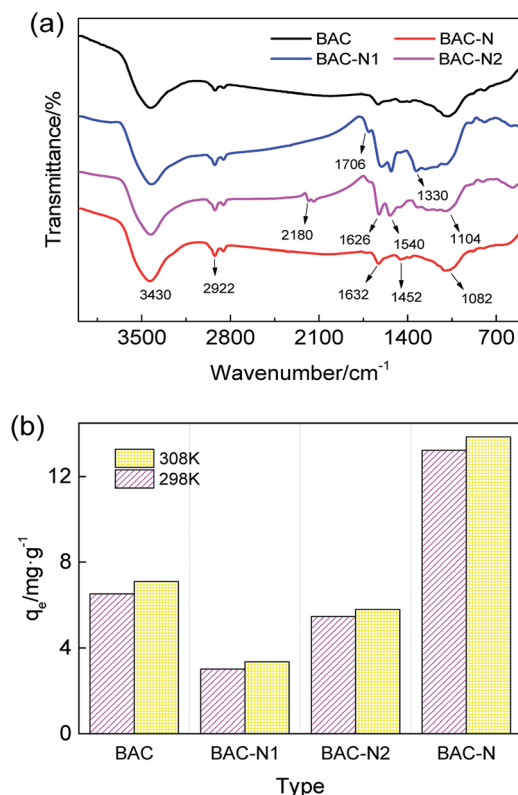 (a)
BAC
BAC-N
BAC-N1
BAC-N2
Transmittance/%
1706
1330
2180
1626
1540
1104
3430
2922
1632
1452
1082
3500
2800
2100
1400
700
Wavenumber/cm⁻¹
(b)
308K
298K
qₑ/mg·g⁻¹
12
8
4
0
BAC
BAC-N1
BAC-N2
BAC-N
Type